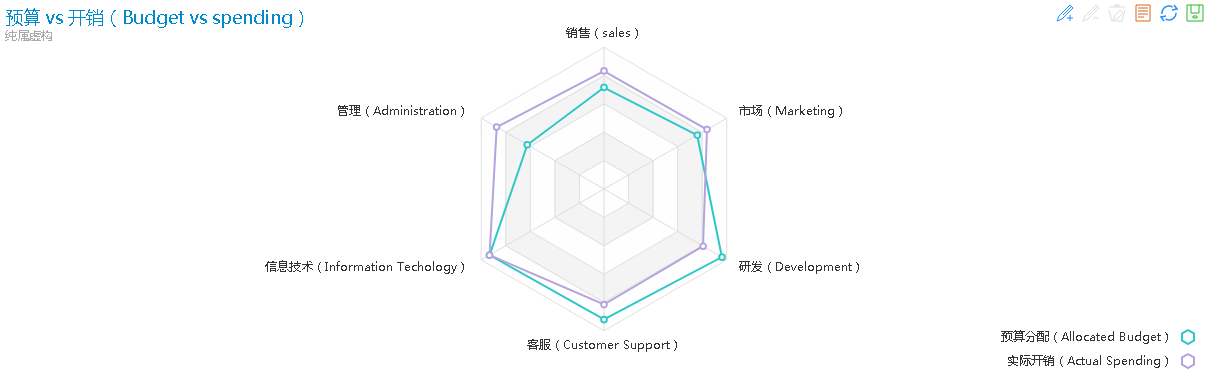 预算 vs 开销（Budget vs spending）
纯属虚构
销售（sales）
管理（Administration）
市场（Marketing）
信息技术（Information Techology）
研发（Development）
客服（Customer Support）
预算分配（Allocated Budget）
实际开销（Actual Spending）